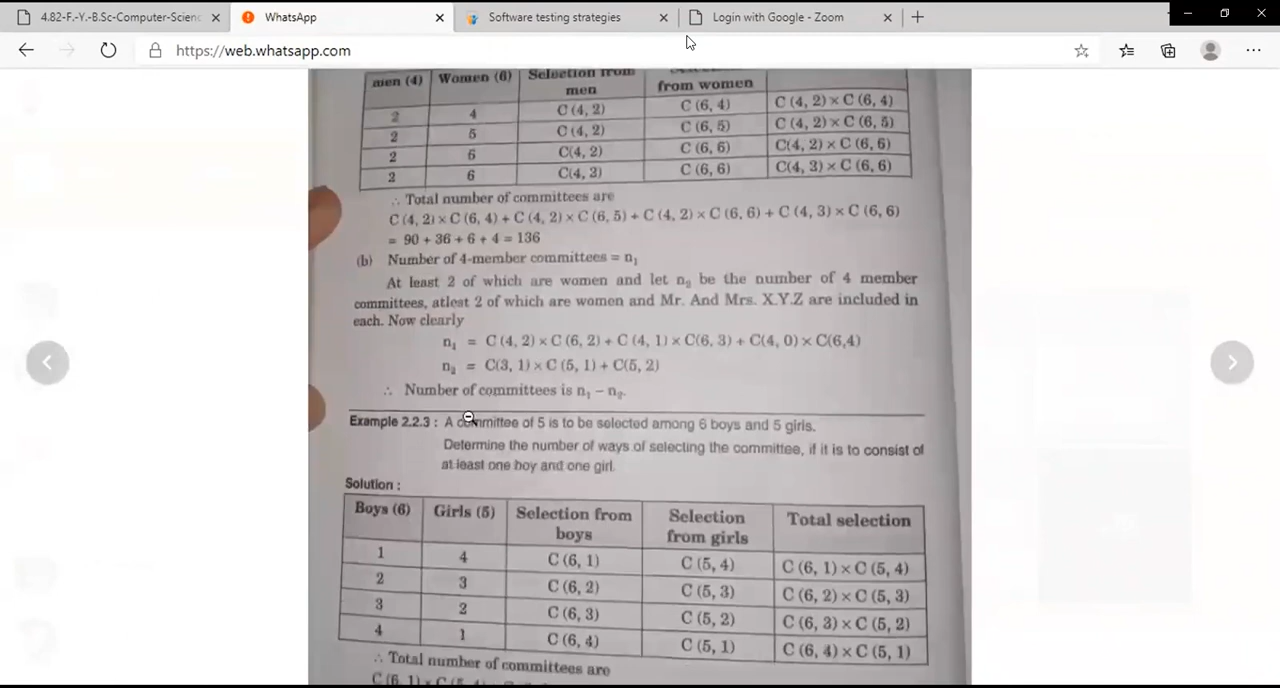 4.82-F.-Y.-B.Sc-Computer-Scienc
WhatsApp
Software testing strategies
Login with Google - Zoom
https://web.whatsapp.com
men (4) Women (6) Selection from men from women
2 4 C (4, 2) C (6, 4) C (4, 2) × C (6, 4)
2 5 C (4, 2) C (6, 5) C (4, 2) × C (6, 5)
2 6 C(4, 2) C (6, 6) C(4, 2) × C (6, 6)
2 6 C(4, 3) C (6, 6) C(4, 3) × C (6, 6)
∴ Total number of committees are
C (4, 2) × C (6, 4) + C (4, 2) × C (6, 5) + C (4, 2) × C (6, 6) + C (4, 3) × C (6, 6)
= 90 + 36 + 6 + 4 = 136
(b) Number of 4-member committees = n₁
At least 2 of which are women and let n₂ be the number of 4 member
committees, atlest 2 of which are women and Mr. And Mrs. X.Y.Z are included in
each. Now clearly
n₁ = C (4, 2) × C (6, 2) + C (4, 1) × C(6, 3) + C(4, 0) × C(6,4)
n₂ = C(3, 1) × C (5, 1) + C(5, 2)
∴ Number of committees is n₁ – n₂.
Example 2.2.3 : A committee of 5 is to be selected among 6 boys and 5 girls.
Determine the number of ways of selecting the committee, if it is to consist of
at least one boy and one girl.
Solution :
Boys (6) Girls (5) Selection from boys Selection from girls Total selection
1 4 C (6, 1) C (5, 4) C (6, 1) × C (5, 4)
2 3 C (6, 2) C (5, 3) C (6, 2) × C (5, 3)
3 2 C (6, 3) C (5, 2) C (6, 3) × C (5, 2)
4 1 C (6, 4) C (5, 1) C (6, 4) × C (5, 1)
∴ Total number of committees are